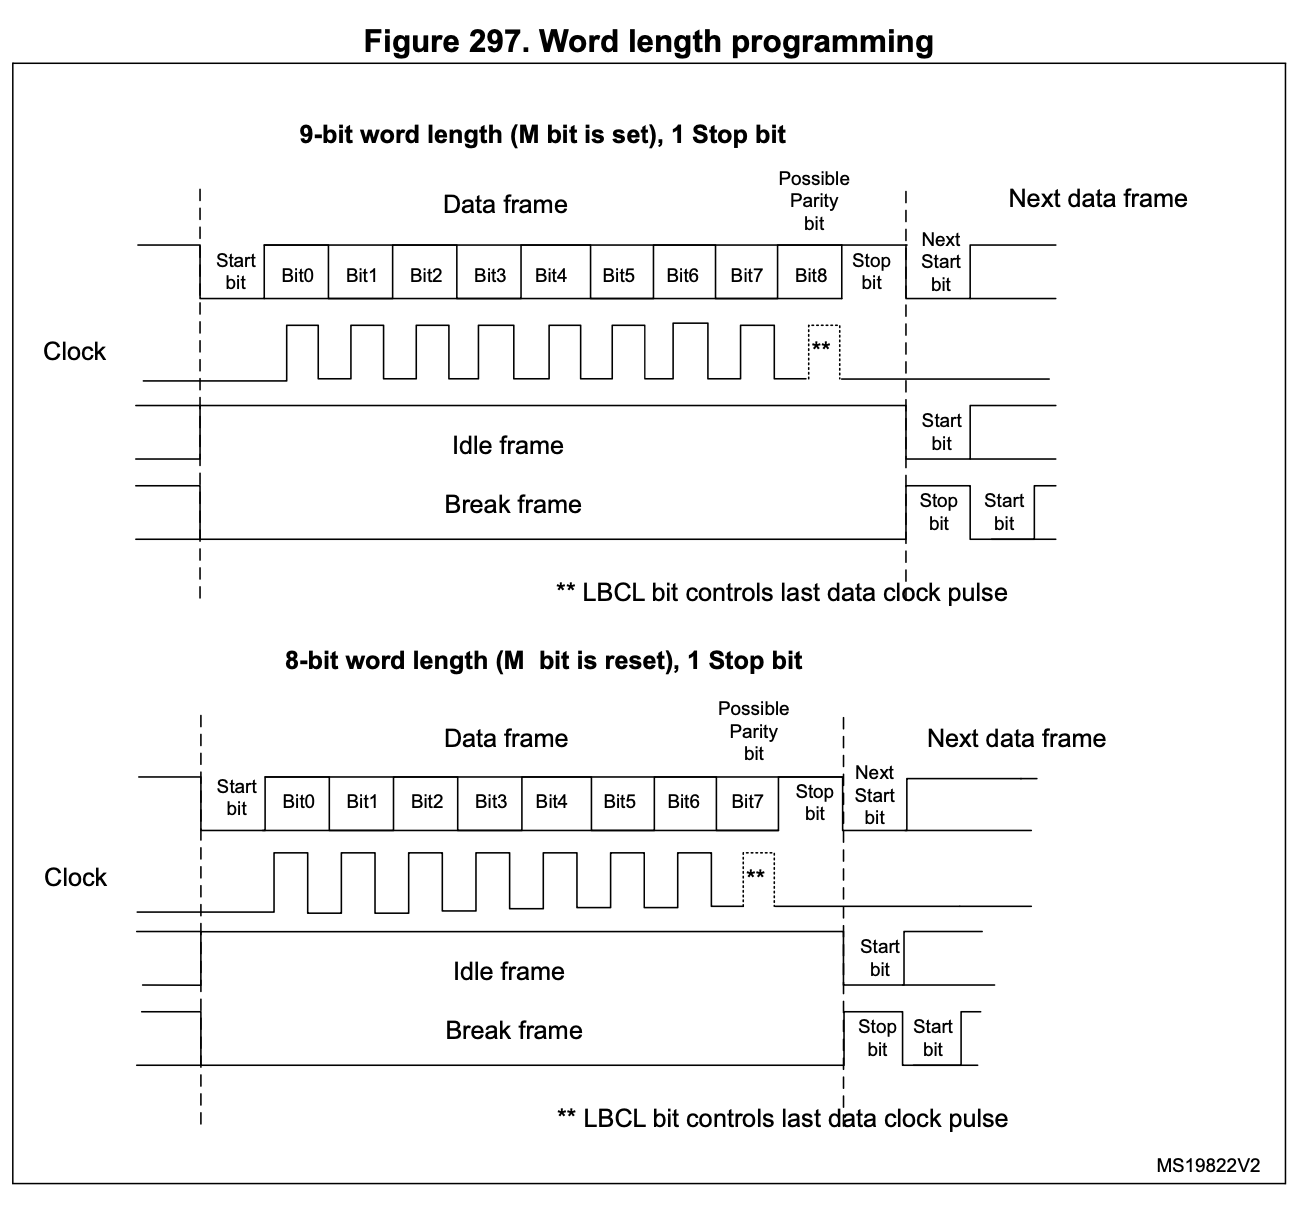 Figure 297. Word length programming
9-bit word length (M bit is set), 1 Stop bit
Data frame
Possible
Parity
bit
Next data frame
Start
bit
Bit0
Bit1
Bit2
Bit3
Bit4
Bit5
Bit6
Bit7
Bit8
Stop
bit
Next
Start
bit
Clock
**
Idle frame
Start
bit
Break frame
Stop
bit
Start
bit
** LBCL bit controls last data clock pulse
8-bit word length (M bit is reset), 1 Stop bit
Data frame
Possible
Parity
bit
Next data frame
Start
bit
Bit0
Bit1
Bit2
Bit3
Bit4
Bit5
Bit6
Bit7
Stop
bit
Next
Start
bit
Clock
**
Idle frame
Start
bit
Break frame
Stop
bit
Start
bit
** LBCL bit controls last data clock pulse
MS19822V2